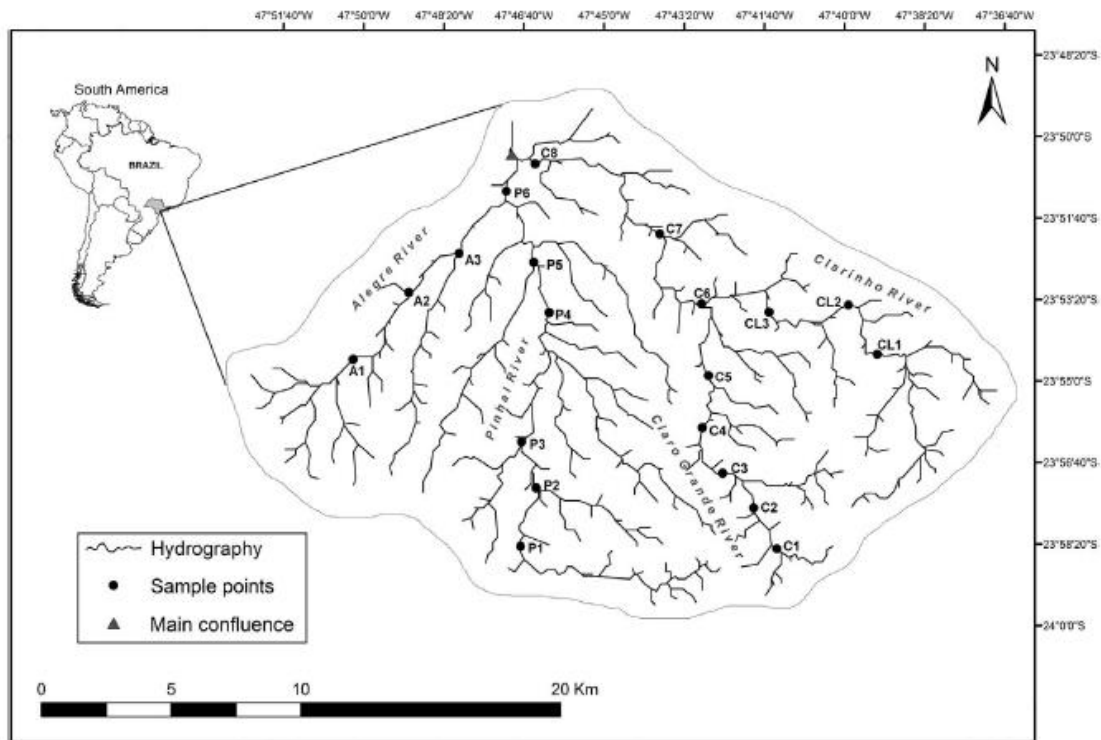 47°51'40"W 47°50'0"W 47°48'20"W 47°46'40"W 47°45'0"W 47°43'20"W 47°41'40"W 47°40'0"W 47°38'20"W 47°36'40"W
23°48'20"S
23°50'0"S
23°51'40"S
23°53'20"S
23°55'0"S
23°56'40"S
23°58'20"S
24°0'0"S
N
South America
BRAZIL
C8
P6
C7
Alegre River
A3
P5
Clarinho River
A2
C6
CL2
P4
CL3
A1
CL1
Pinhal River
C5
C4
P3
Claro Grande River
C3
P2
C2
P1
C1
Hydrography
Sample points
Main confluence
0 5 10 20 Km